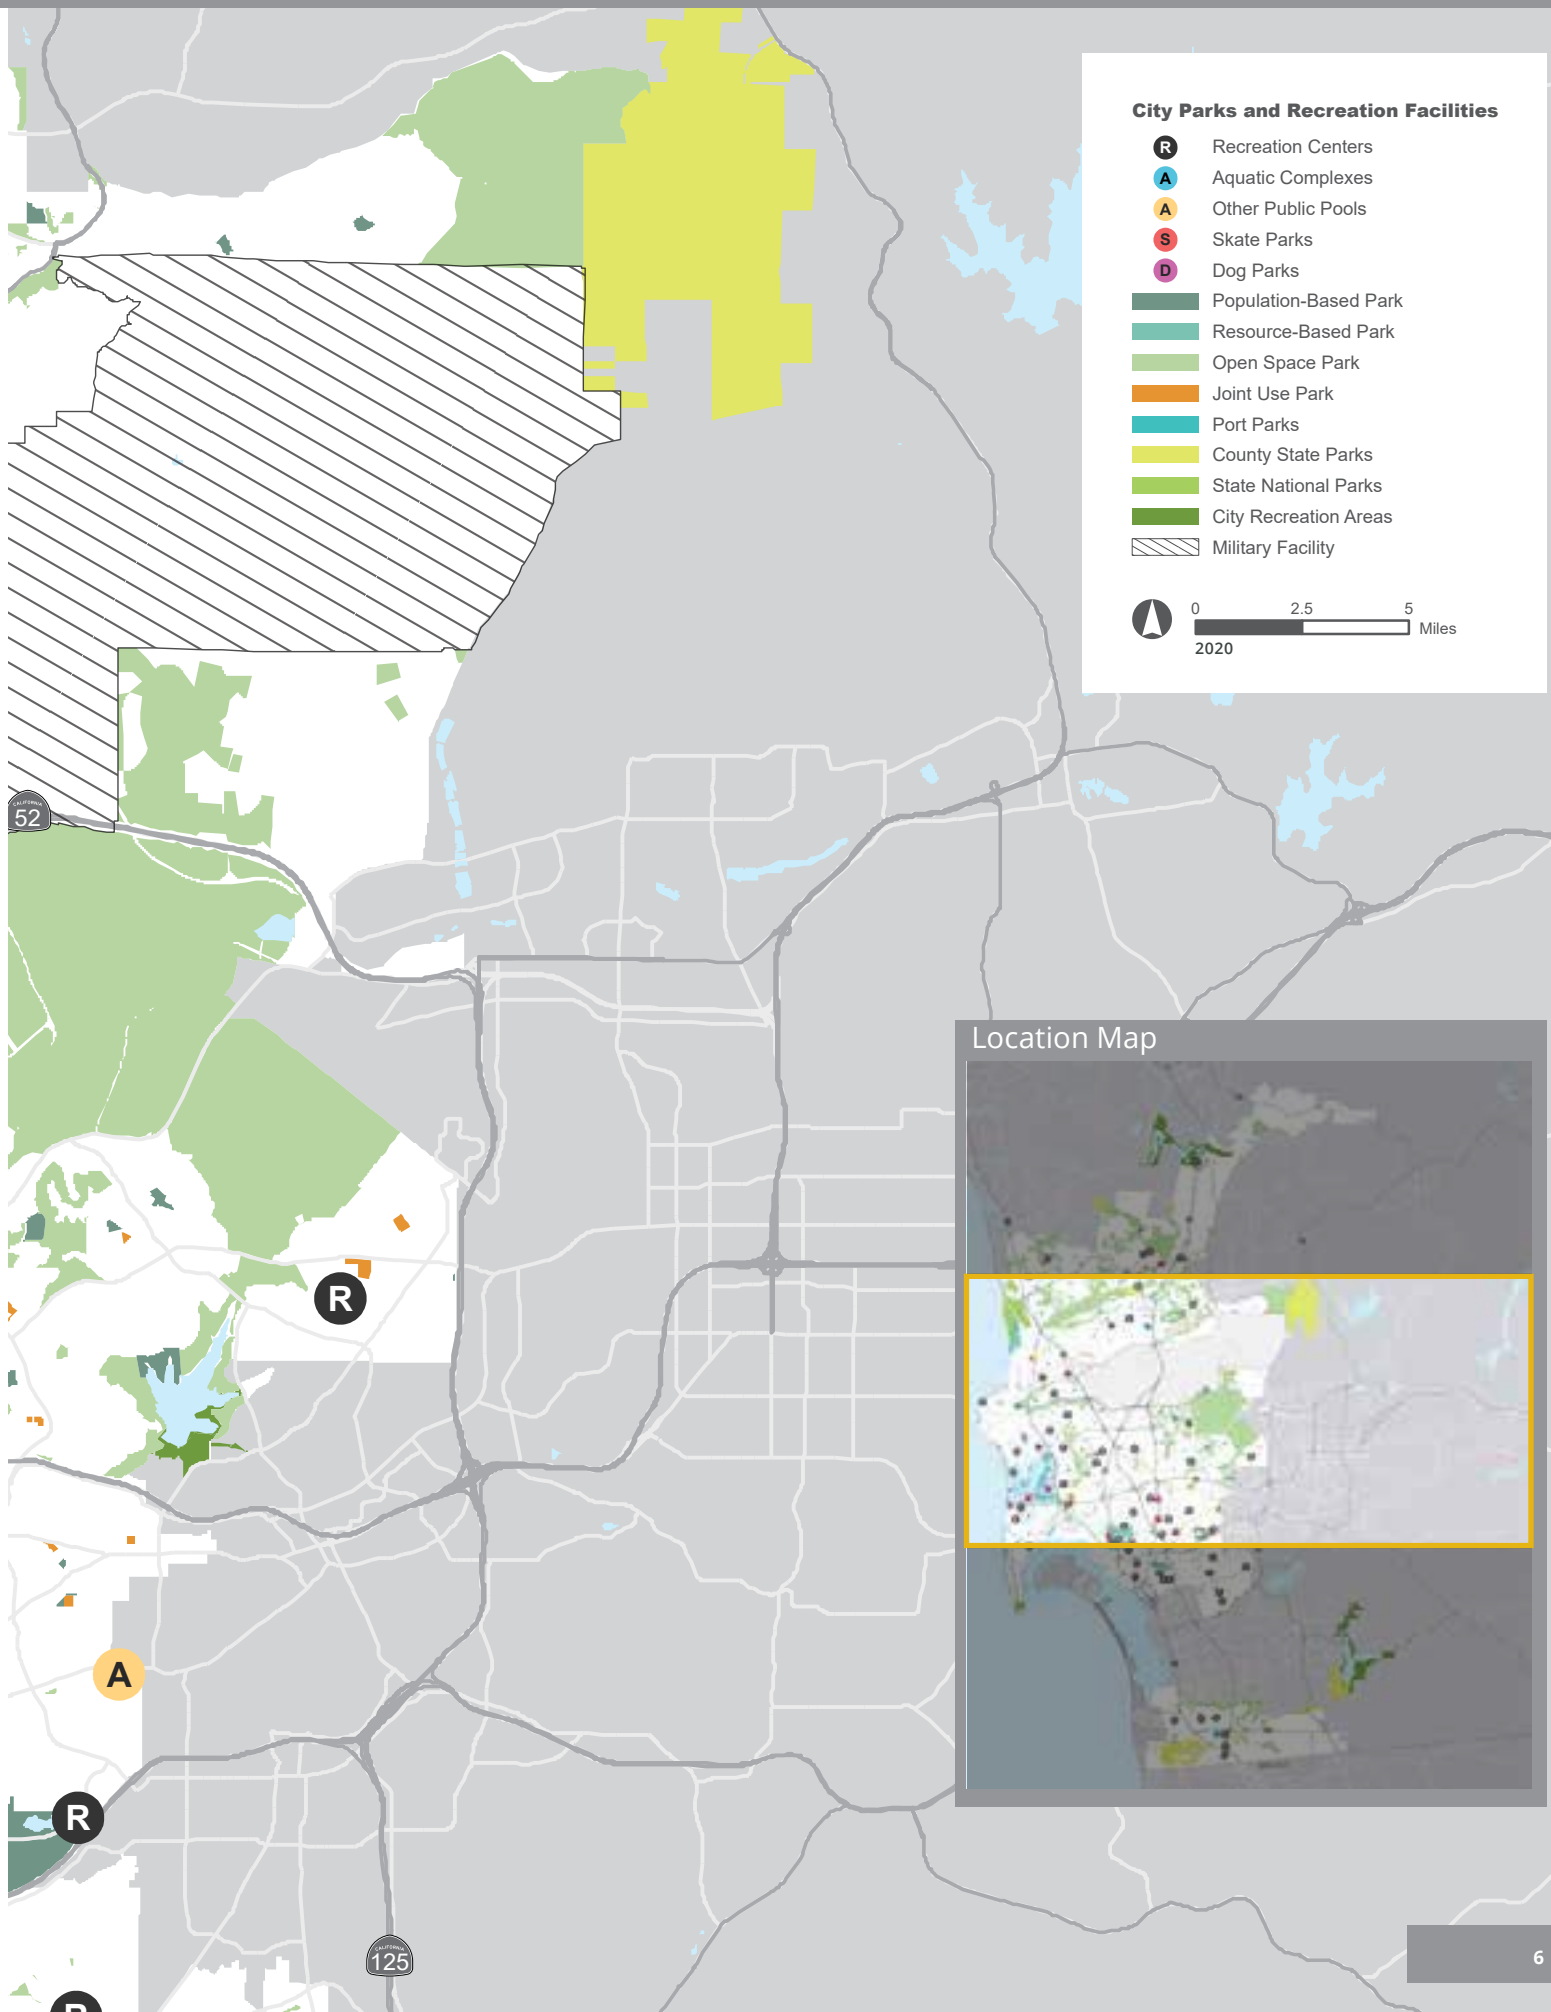 City Parks and Recreation Facilities
R Recreation Centers
A Aquatic Complexes
A Other Public Pools
S Skate Parks
D Dog Parks
Population-Based Park
Resource-Based Park
Open Space Park
Joint Use Park
Port Parks
County State Parks
State National Parks
City Recreation Areas
Military Facility
0 2.5 5
Miles
2020
CALIFORNIA
52
Location Map
R
A
R
CALIFORNIA
125
6
R